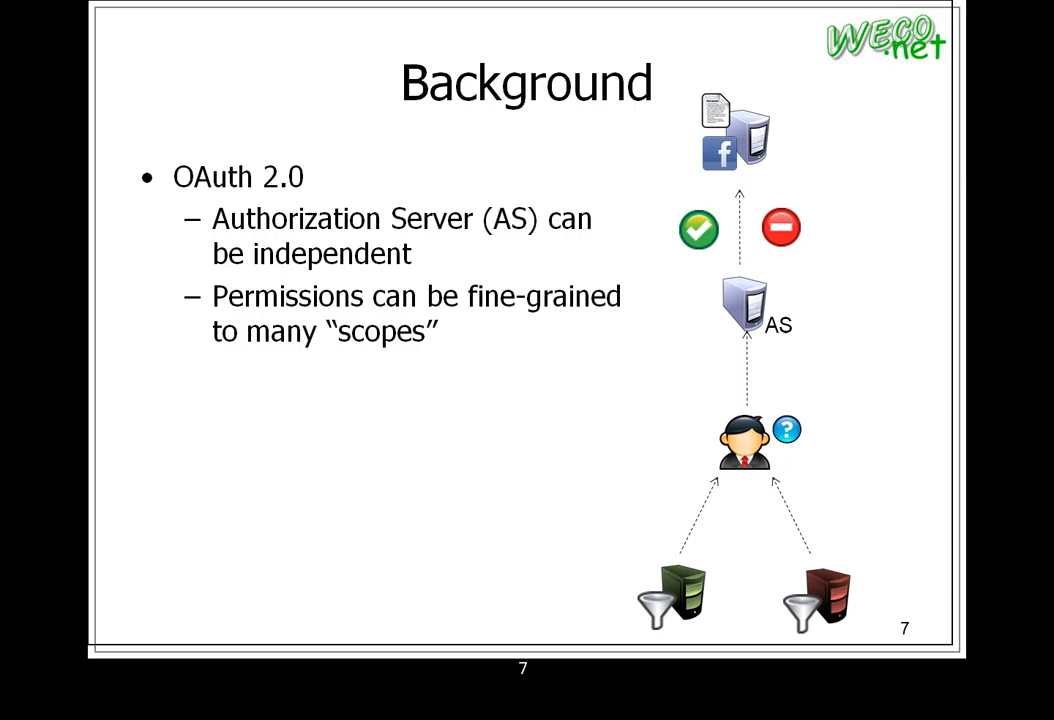 WECO
.net
Background
• OAuth 2.0
– Authorization Server (AS) can
be independent
– Permissions can be fine-grained
to many “scopes”
f
AS
?
7
7